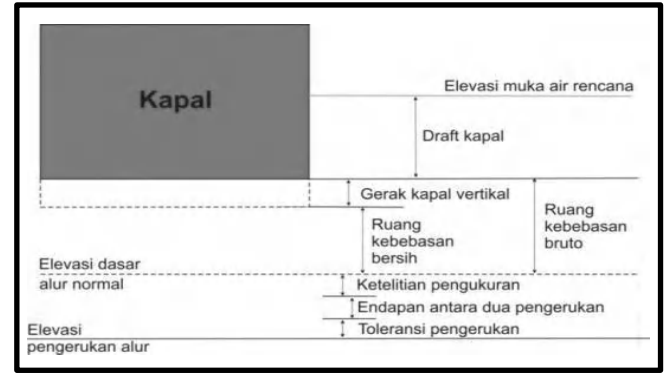 Kapal
Elevasi muka air rencana
Draft kapal
Gerak kapal vertikal
Ruang
kebebasan
bersih
Ruang
kebebasan
bruto
Elevasi dasar
alur normal
Ketelitian pengukuran
Endapan antara dua pengerukan
Toleransi pengerukan
Elevasi
pengerukan alur